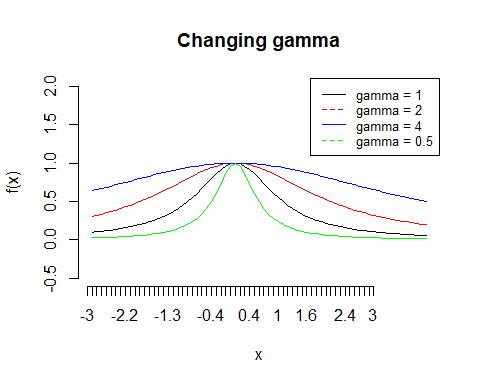 Changing gamma
gamma = 1
gamma = 2
gamma = 4
gamma = 0.5
f(x)
2.0
1.5
1.0
0.5
0.0
-0.5
-3 -2.2 -1.3 -0.4 0.4 1 1.6 2.4 3
x